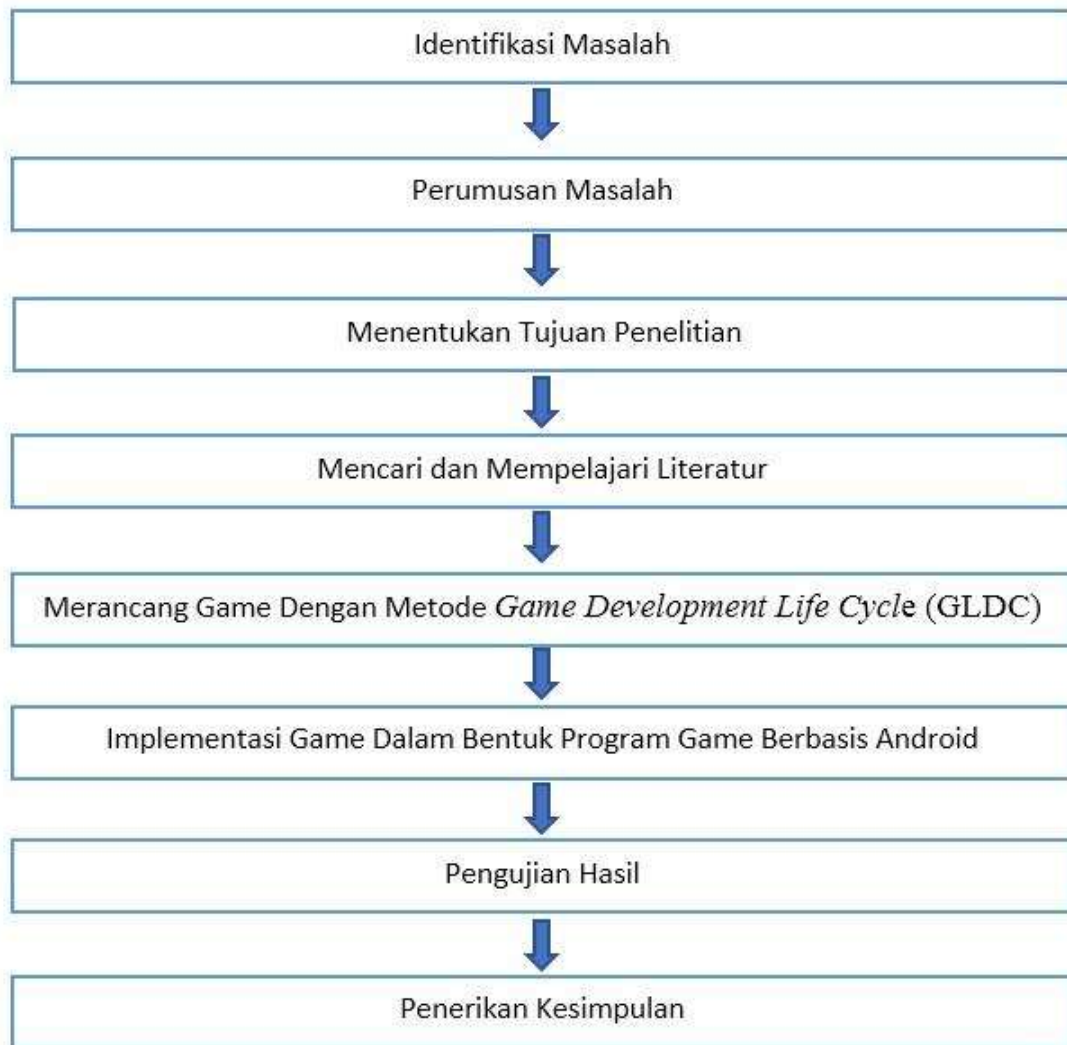 Identifikasi Masalah
Perumusan Masalah
Menentukan Tujuan Penelitian
Mencari dan Mempelajari Literatur
Merancang Game Dengan Metode Game Development Life Cycle (GLDC)
Implementasi Game Dalam Bentuk Program Game Berbasis Android
Pengujian Hasil
Penerikan Kesimpulan